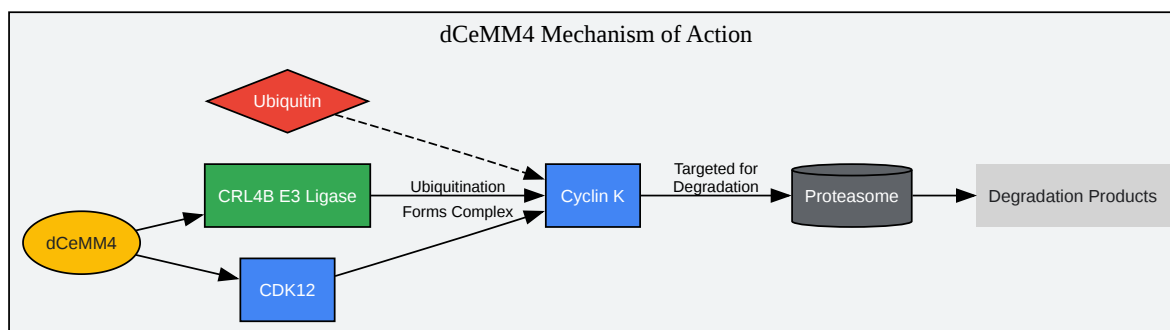 dCeMM4 Mechanism of Action
Ubiquitin
dCeMM4
CRL4B E3 Ligase
CDK12
Ubiquitination
Forms Complex
Cyclin K
Targeted for
Degradation
Proteasome
Degradation Products